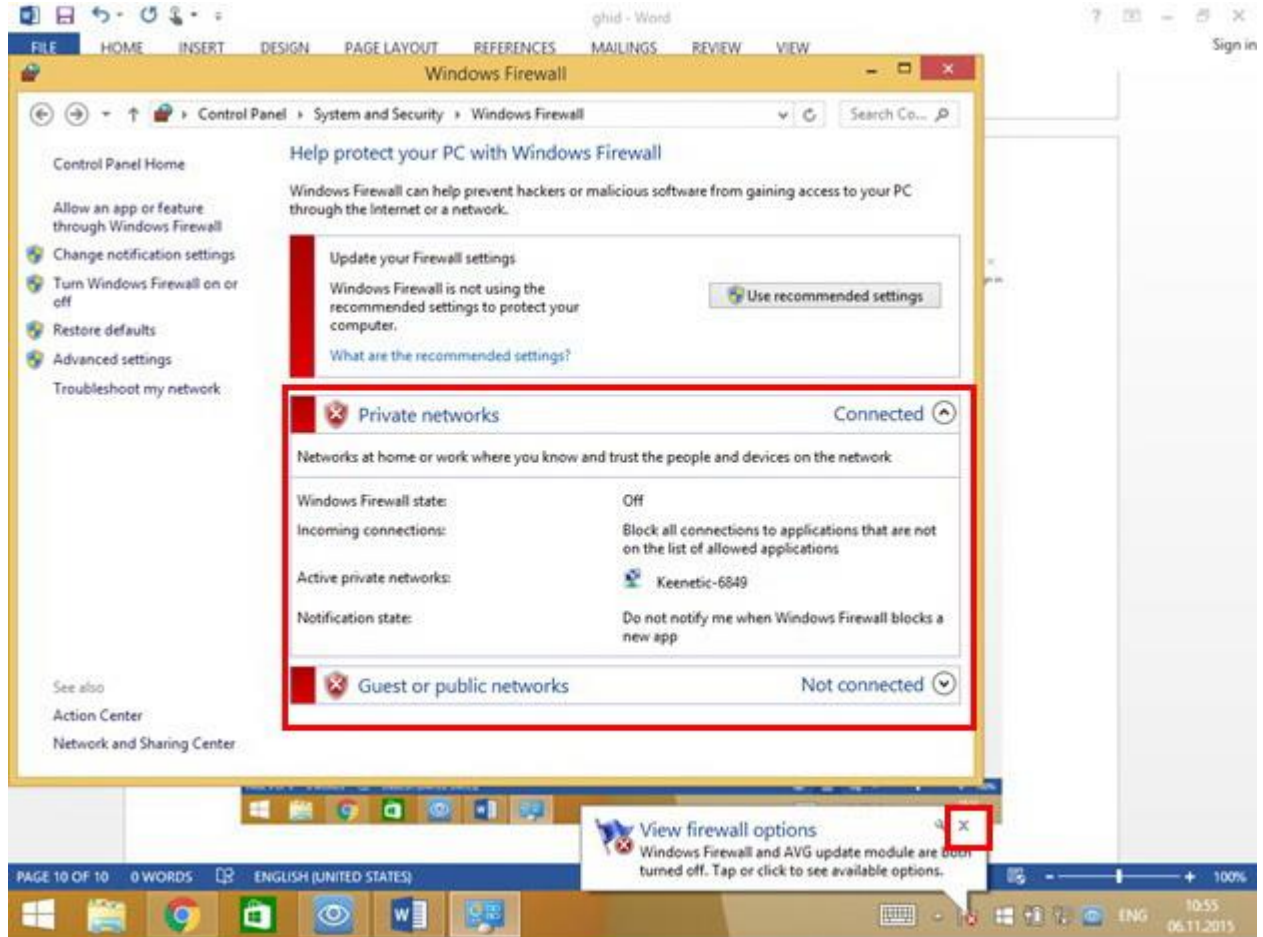 ghid - Word
FILE HOME INSERT DESIGN PAGE LAYOUT REFERENCES MAILINGS REVIEW VIEW Sign in
Windows Firewall
Control Panel System and Security Windows Firewall Search Co...
Control Panel Home
Allow an app or feature
through Windows Firewall
Change notification settings
Turn Windows Firewall on or
off
Restore defaults
Advanced settings
Troubleshoot my network
See also
Action Center
Network and Sharing Center
Help protect your PC with Windows Firewall
Windows Firewall can help prevent hackers or malicious software from gaining access to your PC
through the Internet or a network.
Update your Firewall settings
Windows Firewall is not using the
recommended settings to protect your
computer.
Use recommended settings
What are the recommended settings?
Private networks Connected
Networks at home or work where you know and trust the people and devices on the network
Windows Firewall state: Off
Incoming connections: Block all connections to applications that are not
on the list of allowed applications
Active private networks: Keenetic-6849
Notification state: Do not notify me when Windows Firewall blocks a
new app
Guest or public networks Not connected
View firewall options
Windows Firewall and AVG update module are both
turned off. Tap or click to see available options.
PAGE 10 OF 10 0 WORDS ENGLISH (UNITED STATES) 100%
ENG 10:55
06.11.2015